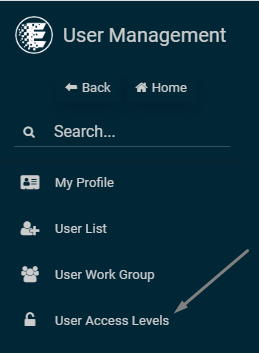 User Management
Back Home
Search...
My Profile
User List
User Work Group
User Access Levels